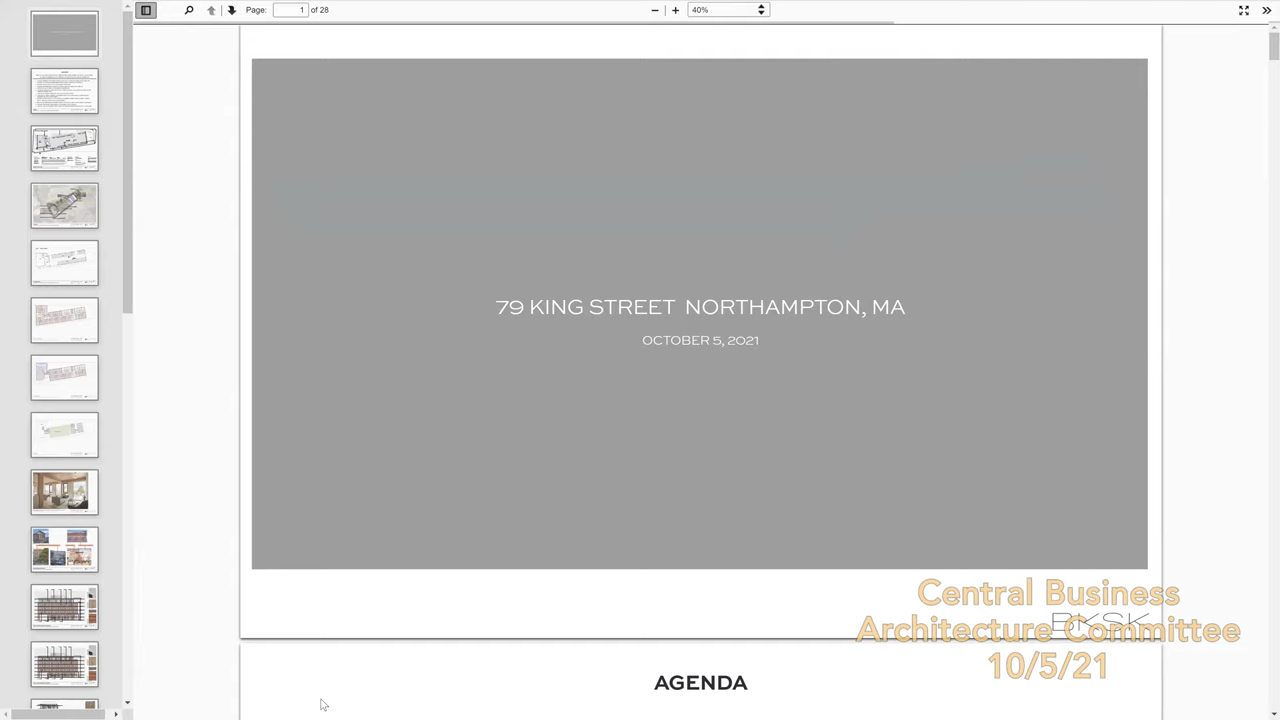 Page: 1 of 28
40%
79 KING STREET NORTHAMPTON, MA
OCTOBER 5, 2021
BKSK
Central Business
Architecture Committee
10/5/21
AGENDA